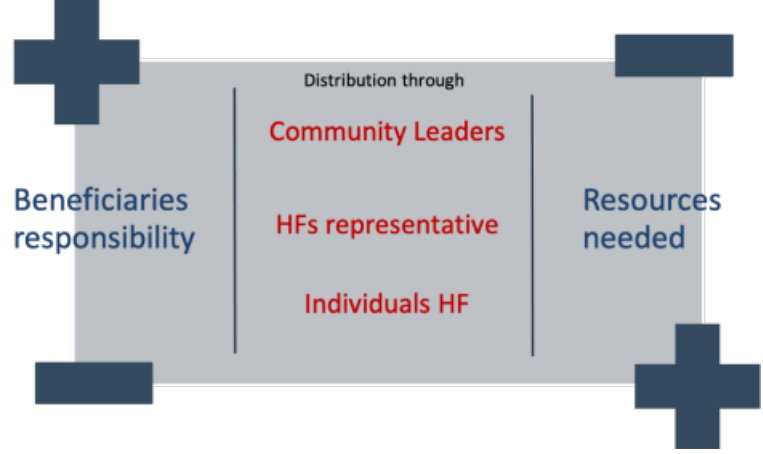 Distribution through
Community Leaders
Beneficiaries
responsibility
HFs representative
Individuals HF
Resources
needed